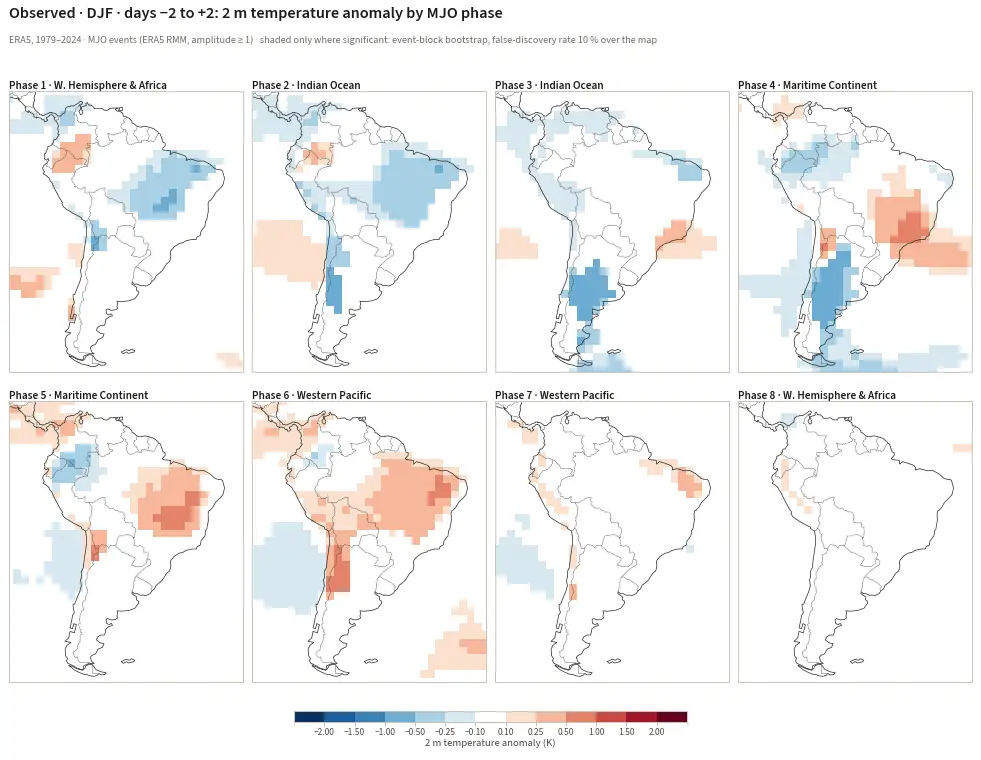 Observed · DJF · days −2 to +2: 2 m temperature anomaly by MJO phase
ERA5, 1979–2024 · MJO events (ERA5 RMM, amplitude ≥ 1) · shaded only where significant: event-block bootstrap, false-discovery rate 10 % over the map
Phase 1 · W. Hemisphere & Africa
Phase 2 · Indian Ocean
Phase 3 · Indian Ocean
Phase 4 · Maritime Continent
Phase 5 · Maritime Continent
Phase 6 · Western Pacific
Phase 7 · Western Pacific
Phase 8 · W. Hemisphere & Africa
−2.00 −1.50 −1.00 −0.50 −0.25 −0.10 0.10 0.25 0.50 1.00 1.50 2.00
2 m temperature anomaly (K)